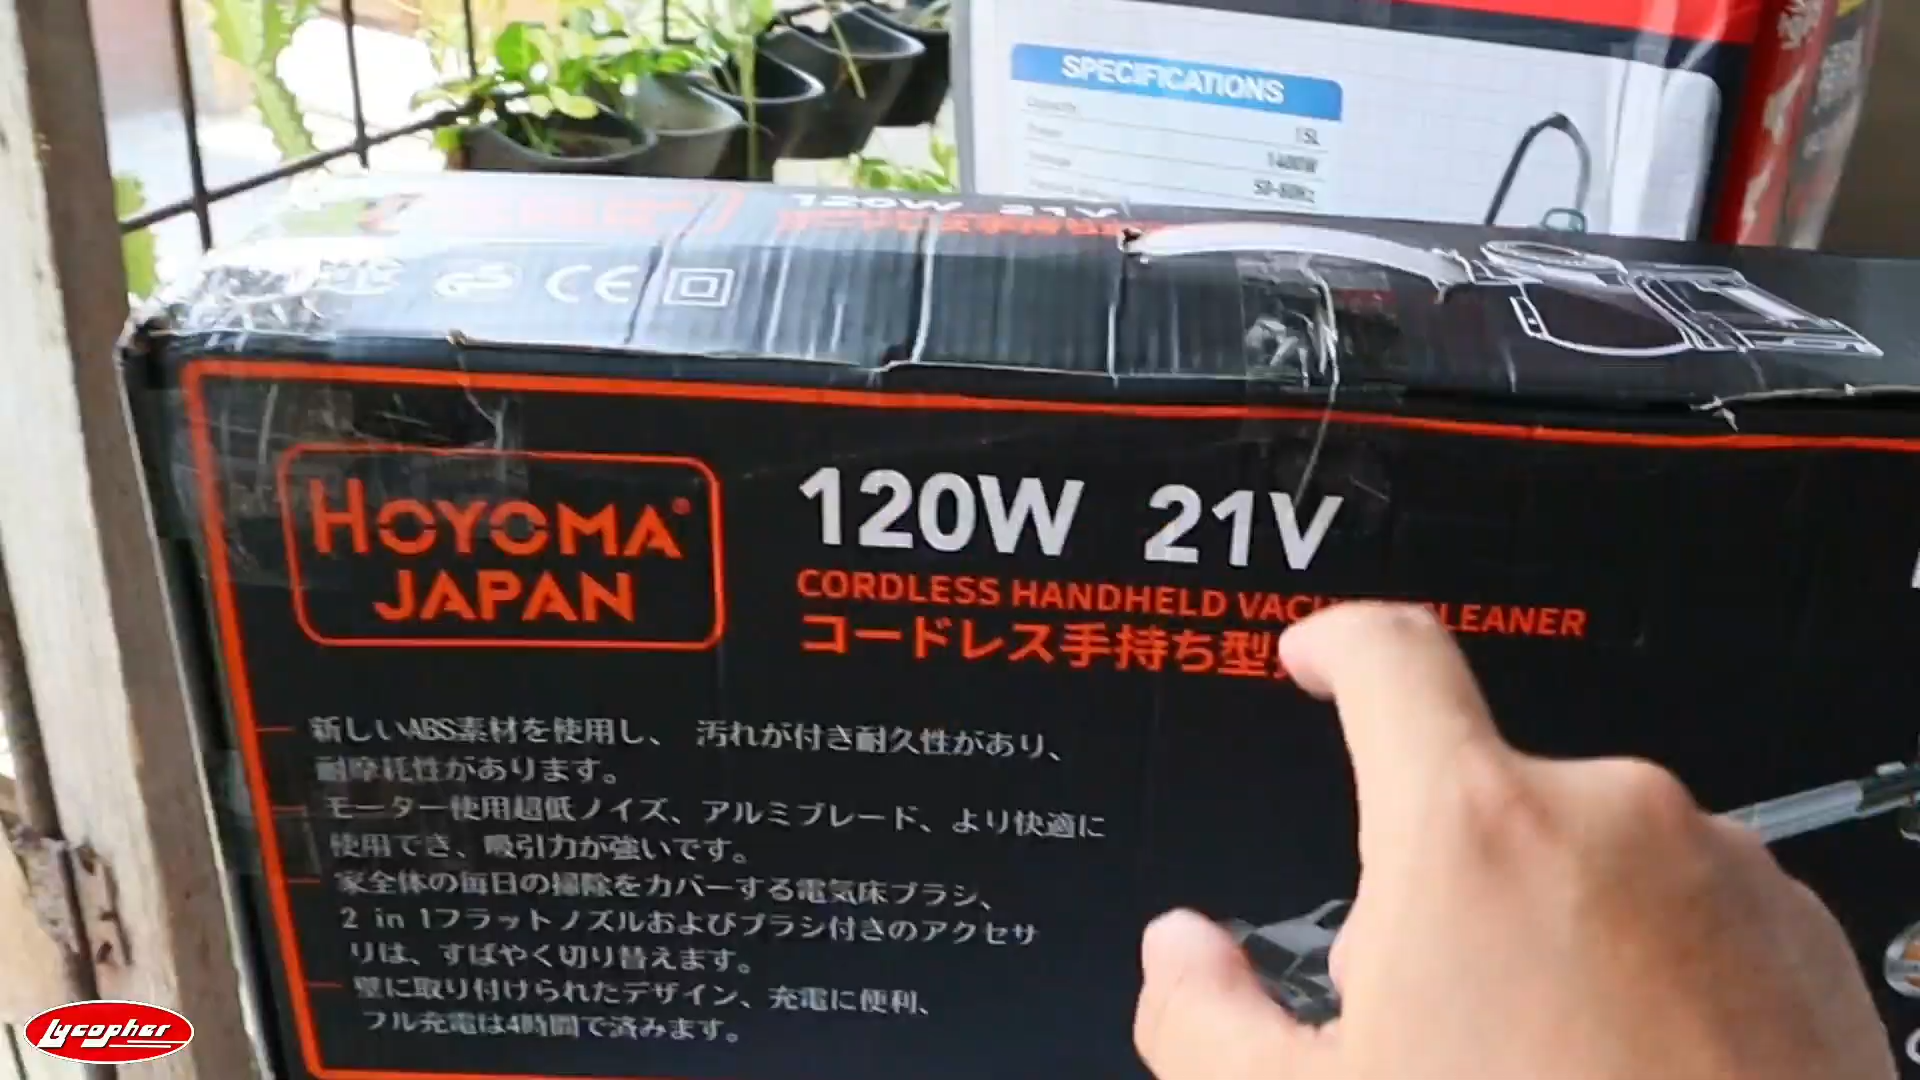 SPECIFICATIONS
Capacity
15L
Power
1400W
Voltage
50-60Hz
120W 21V
CE
HOYOMA®
JAPAN
120W 21V
CORDLESS HANDHELD CLEANER
コードレス手持ち型
新しいABS素材を使用し、 汚れが付き耐久性があり、
耐摩耗性があります。
モーター使用超低ノイズ、アルミブレード、より快適に
使用でき、吸引力が強いです。
家全体の毎日の掃除をカバーする電気床ブラシ、
2 in 1フラットノズルおよびブラシ付きのアクセサ
リは、すばやく切り替えます。
壁に取り付けられたデザイン、充電に便利、
フル充電は4時間で済みます。
Lycopher